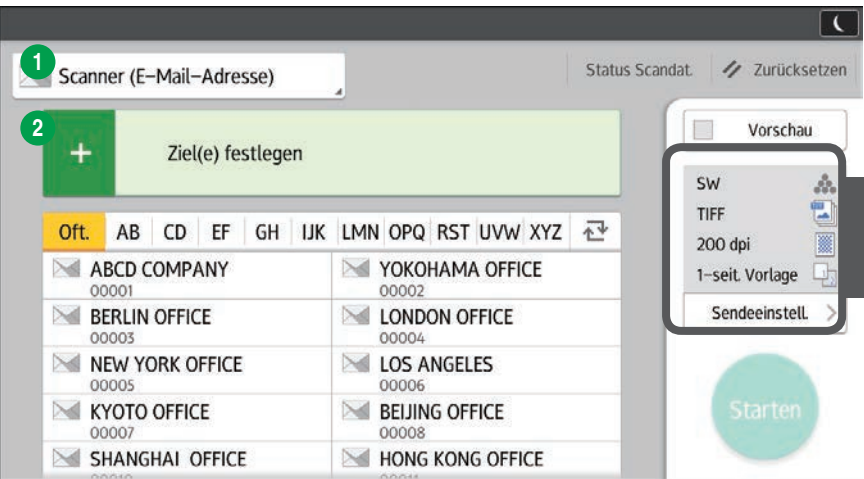 1
Scanner (E-Mail-Adresse)
Status Scandat.
Zurücksetzen
2
+
Ziel(e) festlegen
Vorschau
SW
TIFF
200 dpi
1-seit. Vorlage
Sendeeinstell.
Starten
Oft. AB CD EF GH IJK LMN OPQ RST UVW XYZ
ABCD COMPANY
00001
YOKOHAMA OFFICE
00002
BERLIN OFFICE
00003
LONDON OFFICE
00004
NEW YORK OFFICE
00005
LOS ANGELES
00006
KYOTO OFFICE
00007
BEIJING OFFICE
00008
SHANGHAI OFFICE
HONG KONG OFFICE